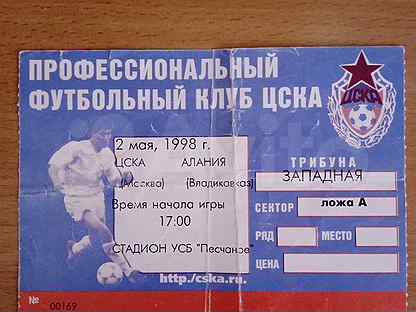 ПРОФЕССИОНАЛЬНЫЙ
ФУТБОЛЬНЫЙ КЛУБ ЦСКА
ЦСКА
2 мая, 1998 г.
ЦСКА АЛАНИЯ
(Москва) (Владикавказ)
Время начала игры
17:00
СТАДИОН УСБ "Песчаное"
http:/cska.ru.
ТРИБУНА
ЗАПАДНАЯ
СЕКТОР ложа А
РЯД МЕСТО
ЦЕНА
№ 00169
Avito